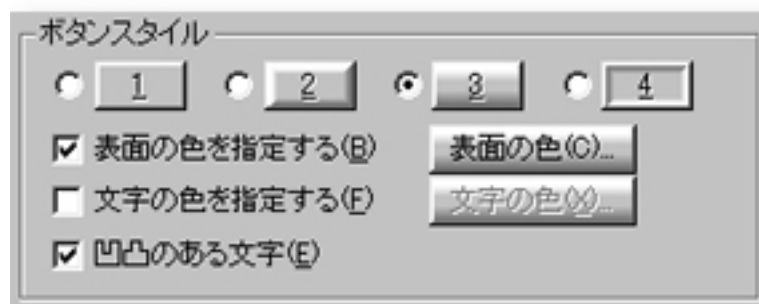 ボタンスタイル
1 2 3 4
表面の色を指定する(B) 表面の色(C)...
文字の色を指定する(F) 文字の色(X)...
凹凸のある文字(E)